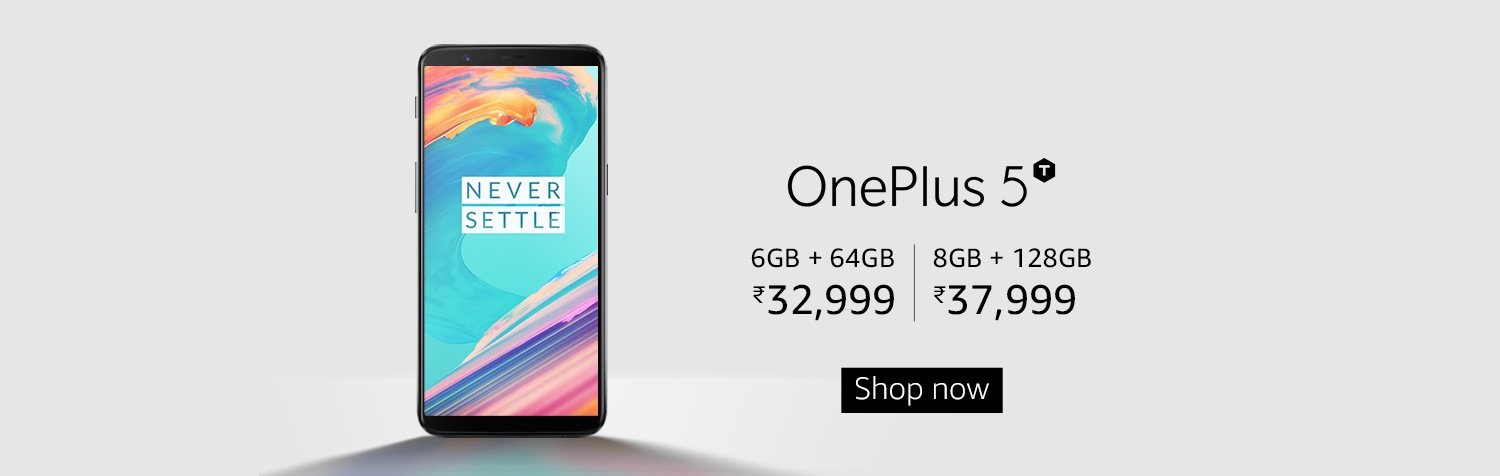 NEVER
SETTLE
OnePlus 5T
6GB + 64GB
₹32,999
8GB + 128GB
₹37,999
Shop now